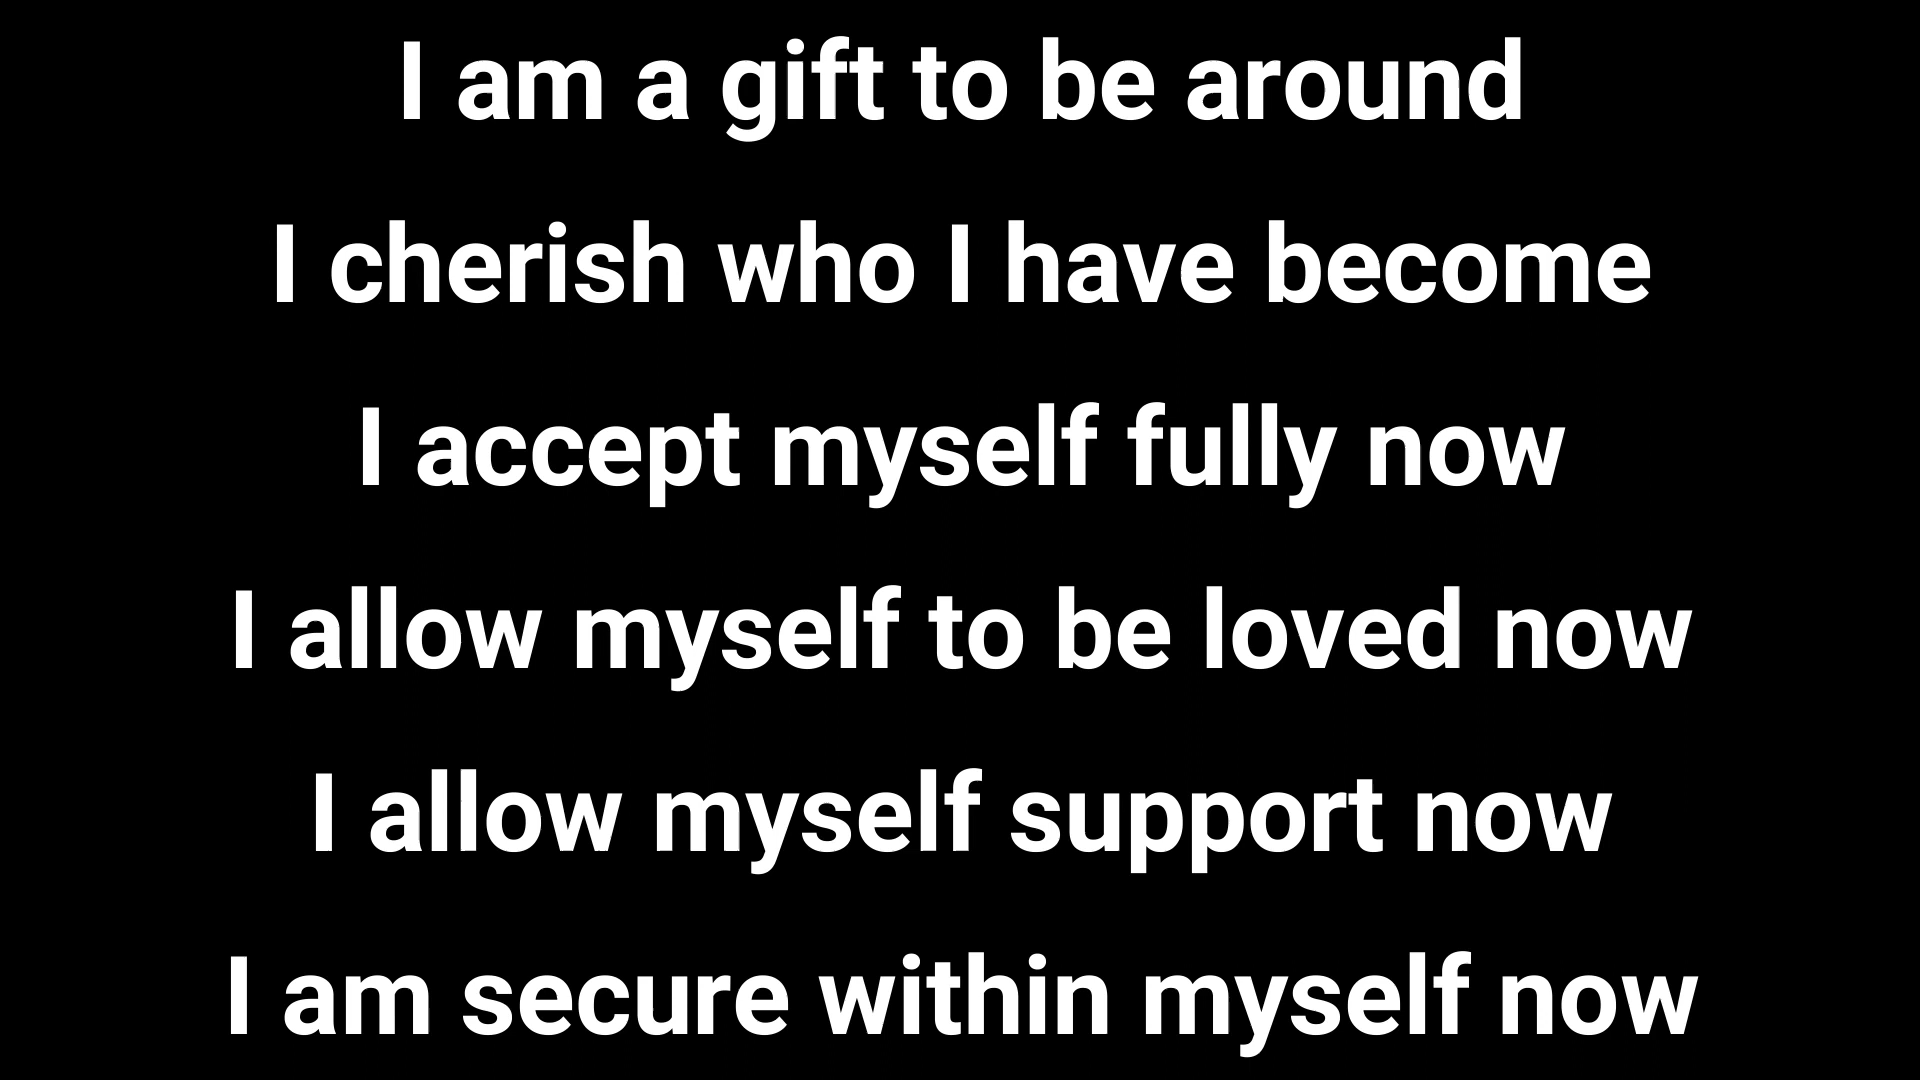 I am a gift to be around
I cherish who I have become
I accept myself fully now
I allow myself to be loved now
I allow myself support now
I am secure within myself now